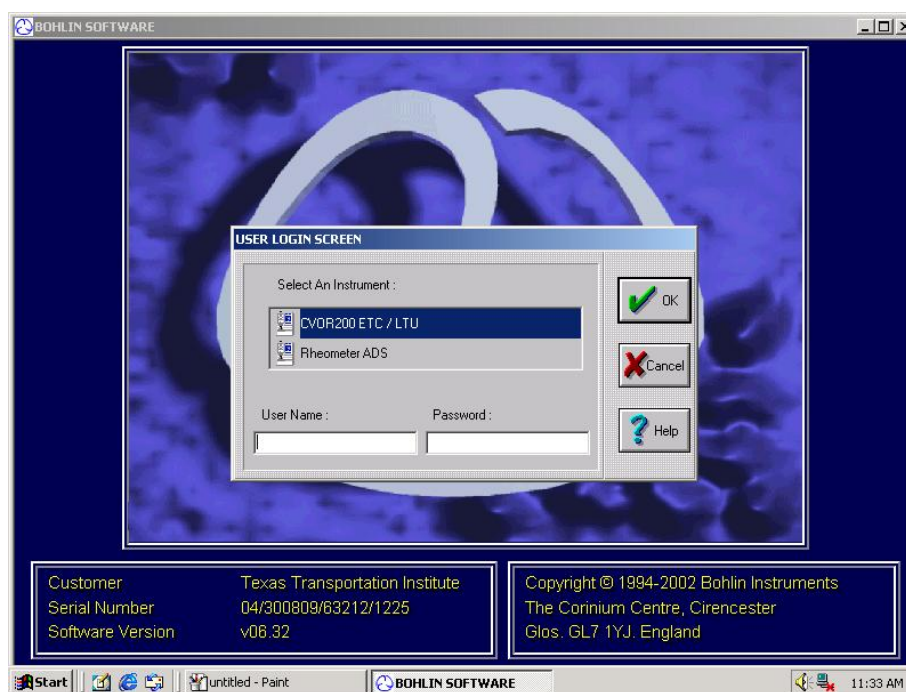 BOHLIN SOFTWARE
USER LOGIN SCREEN
Select An Instrument :
CVOR200 ETC / LTU
Rheometer ADS
User Name :
Password :
OK
Cancel
Help
Customer Texas Transportation Institute
Serial Number 04/300809/63212/1225
Software Version v06.32
Copyright © 1994-2002 Bohlin Instruments
The Corinium Centre, Cirencester
Glos. GL7 1YJ. England
Start untitled - Paint BOHLIN SOFTWARE 11:33 AM